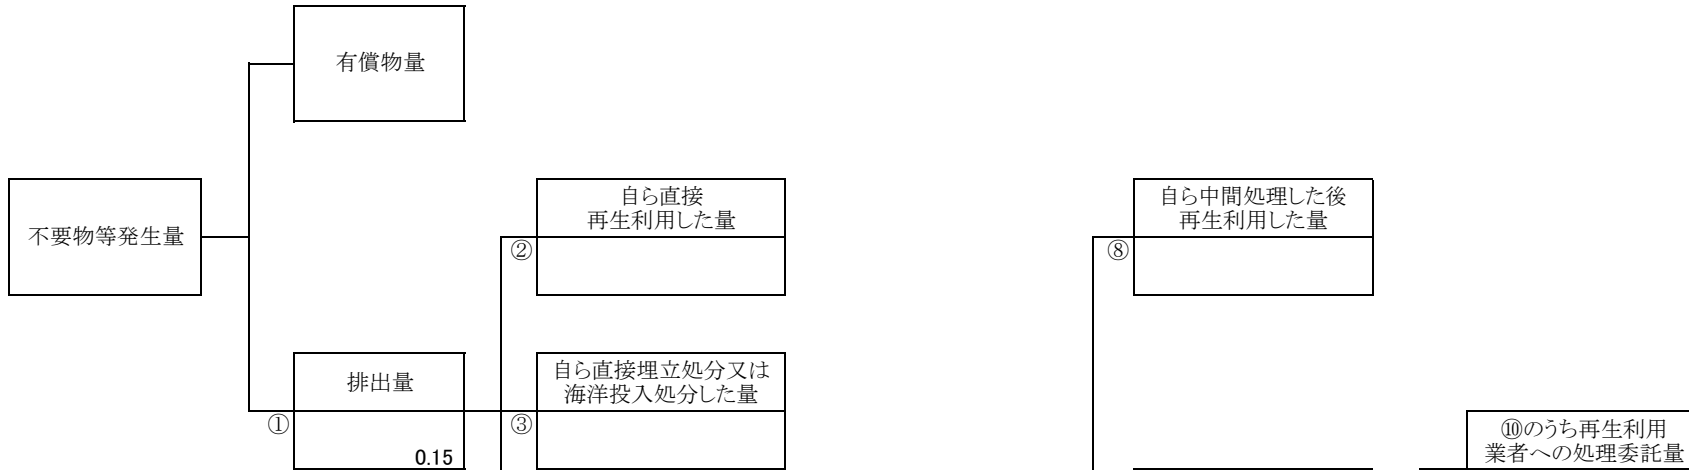 有償物量
不要物等発生量
自ら直接
再生利用した量
②
自ら中間処理した後
再生利用した量
⑧
排出量
①
0.15
自ら直接埋立処分又は
海洋投入処分した量
③
⑩のうち再生利用
業者への処理委託量